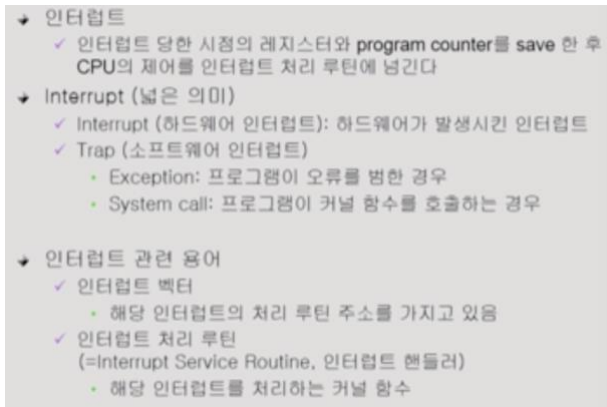 인터럽트
인터럽트 당한 시점의 레지스터와 program counter를 save 한 후
CPU의 제어를 인터럽트 처리 루틴에 넘긴다
Interrupt (넓은 의미)
Interrupt (하드웨어 인터럽트): 하드웨어가 발생시킨 인터럽트
Trap (소프트웨어 인터럽트)
Exception: 프로그램이 오류를 범한 경우
System call: 프로그램이 커널 함수를 호출하는 경우
인터럽트 관련 용어
인터럽트 벡터
해당 인터럽트의 처리 루틴 주소를 가지고 있음
인터럽트 처리 루틴
(=Interrupt Service Routine, 인터럽트 핸들러)
해당 인터럽트를 처리하는 커널 함수